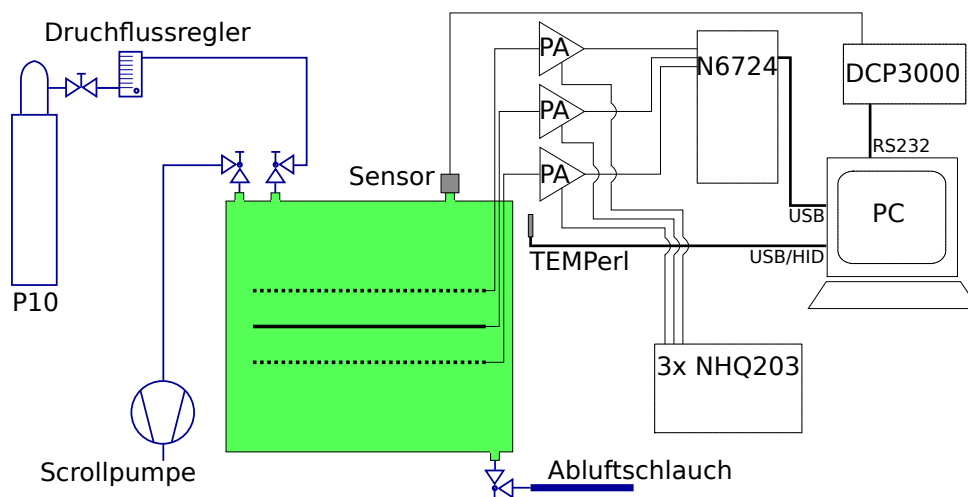 Druchflussregler
PA
N6724
DCP3000
PA
RS232
PA
Sensor
PC
USB
USB/HID
TEMPerl
P10
3x NHQ203
Scrollpumpe
Abluftschlauch